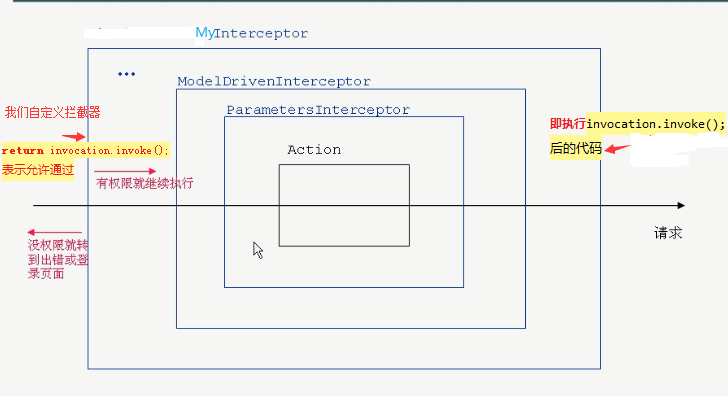 MyInterceptor
...
ModelDrivenInterceptor
我们自定义拦截器
ParametersInterceptor
即执行invocation.invoke();
后的代码
return invocation.invoke();
表示允许通过
Action
有权限就继续执行
请求
没权限就转
到出错或登
录页面